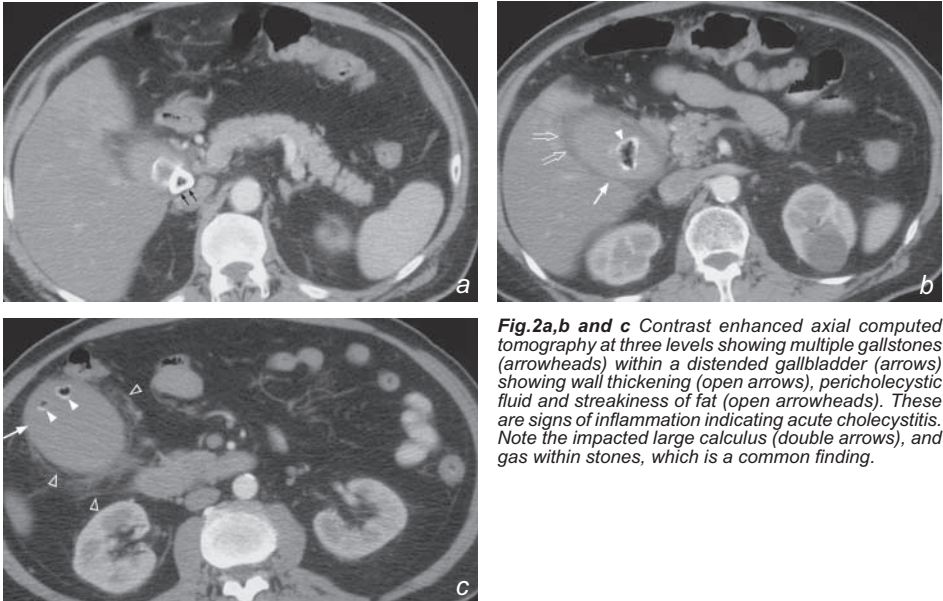 a
b
c
Fig.2a,b and c Contrast enhanced axial computed
tomography at three levels showing multiple gallstones
(arrowheads) within a distended gallbladder (arrows)
showing wall thickening (open arrows), pericholecystic
fluid and streakiness of fat (open arrowheads). These
are signs of inflammation indicating acute cholecystitis.
Note the impacted large calculus (double arrows), and
gas within stones, which is a common finding.